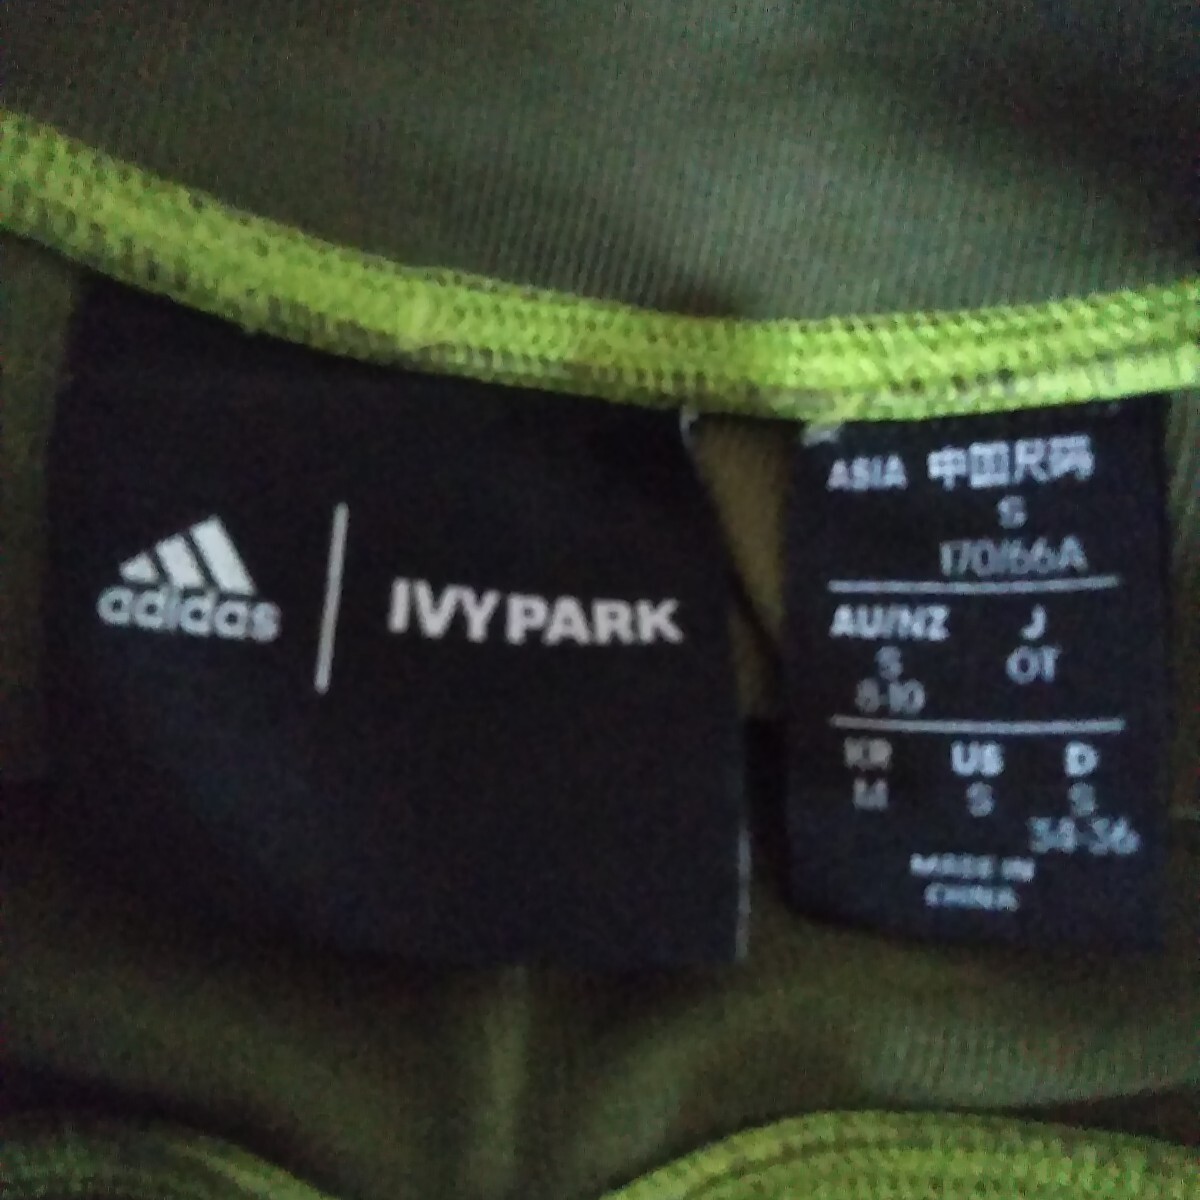 adidas
IVY PARK
ASIA 中国尺码
S
170/66A
AU/NZ J
S OT
8-10
KR US D
M S S
34-36
MADE IN
CHINA